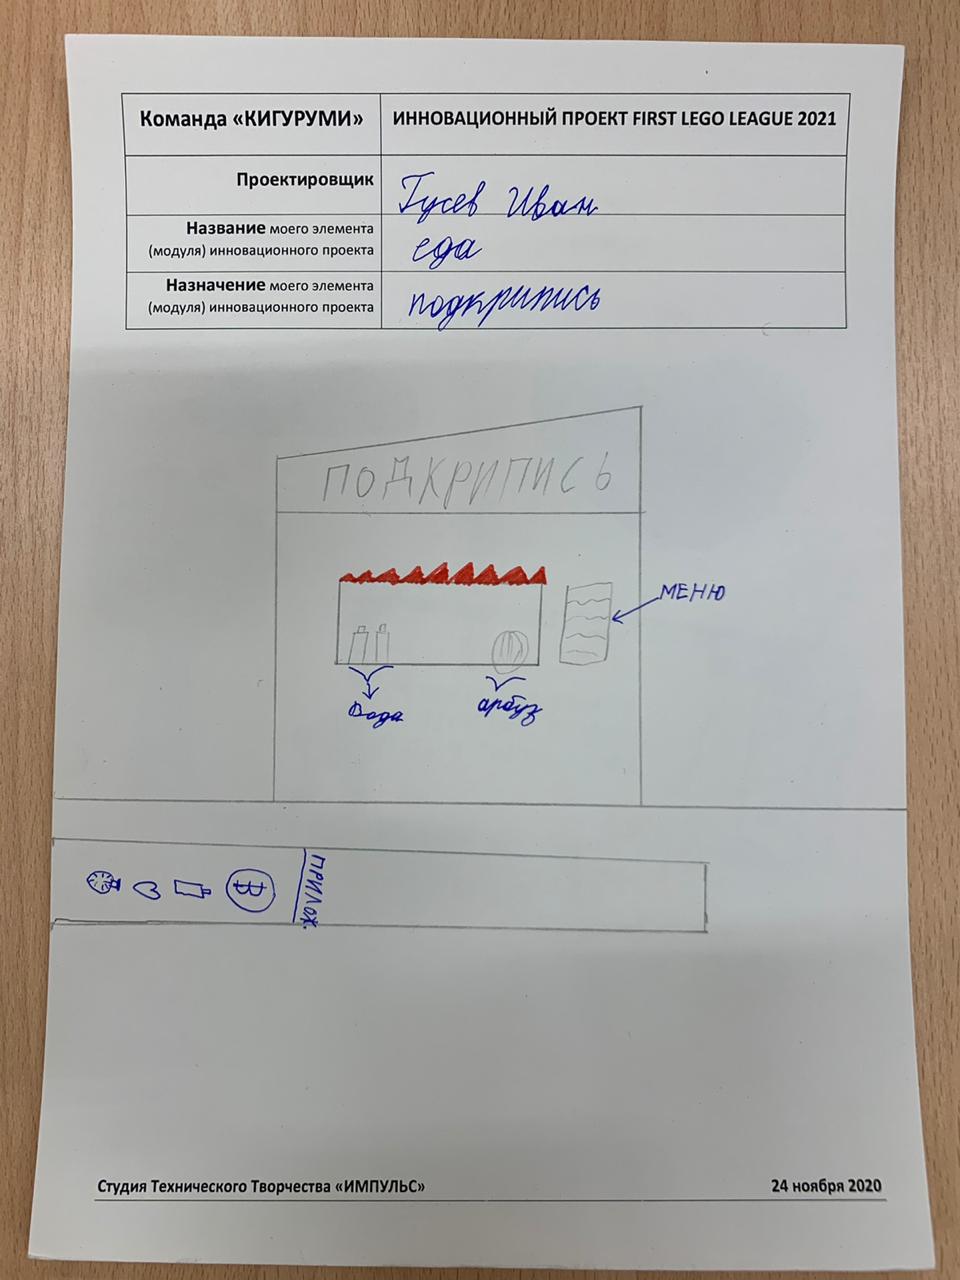 Команда «КИГУРУМИ»
ИННОВАЦИОННЫЙ ПРОЕКТ FIRST LEGO LEAGUE 2021
Проектировщик
Гусев Иван
Название моего элемента
(модуля) инновационного проекта
еда
Назначение моего элемента
(модуля) инновационного проекта
подкрипись
ПОДКРИПИСЬ
МЕНЮ
Вода
арбуз
ПРИЛОЖ.
В
Студия Технического Творчества «ИМПУЛЬС»
24 ноября 2020